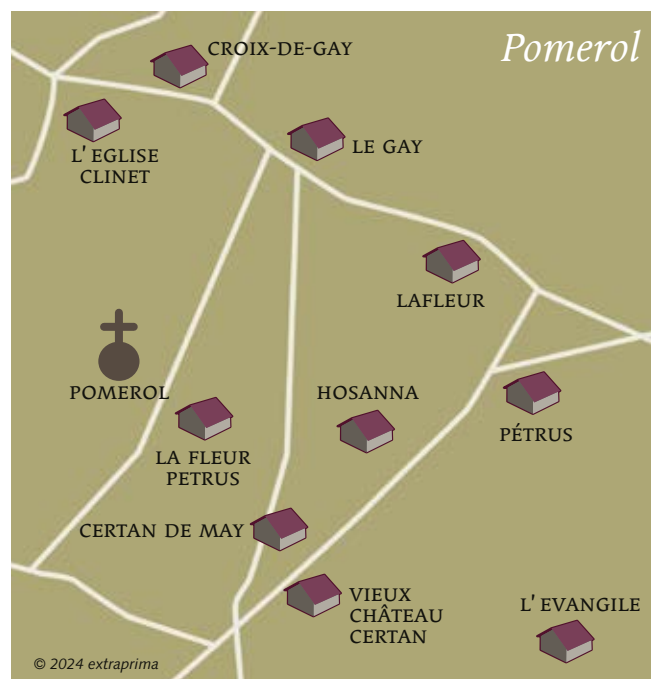 Pomerol
CROIX-DE-GAY
L' EGLISE
CLINET
LE GAY
LAFLEUR
POMEROL
HOSANNA
PÉTRUS
LA FLEUR
PETRUS
CERTAN DE MAY
VIEUX
CHÂTEAU
CERTAN
L' EVANGILE
© 2024 extraprima